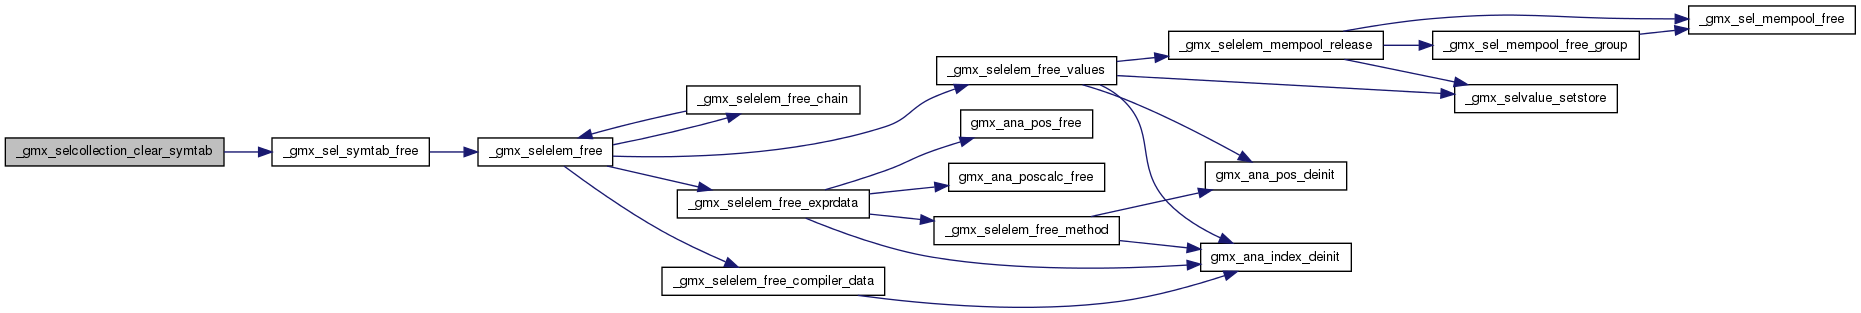 _gmx_selcollection_clear_symtab
_gmx_sel_symtab_free
_gmx_selelem_free
_gmx_selelem_free_chain
_gmx_selelem_free_exprdata
_gmx_selelem_free_compiler_data
_gmx_selelem_free_values
gmx_ana_pos_free
gmx_ana_poscalc_free
_gmx_selelem_free_method
_gmx_selelem_mempool_release
gmx_ana_pos_deinit
gmx_ana_index_deinit
_gmx_sel_mempool_free_group
_gmx_selvalue_setstore
_gmx_sel_mempool_free